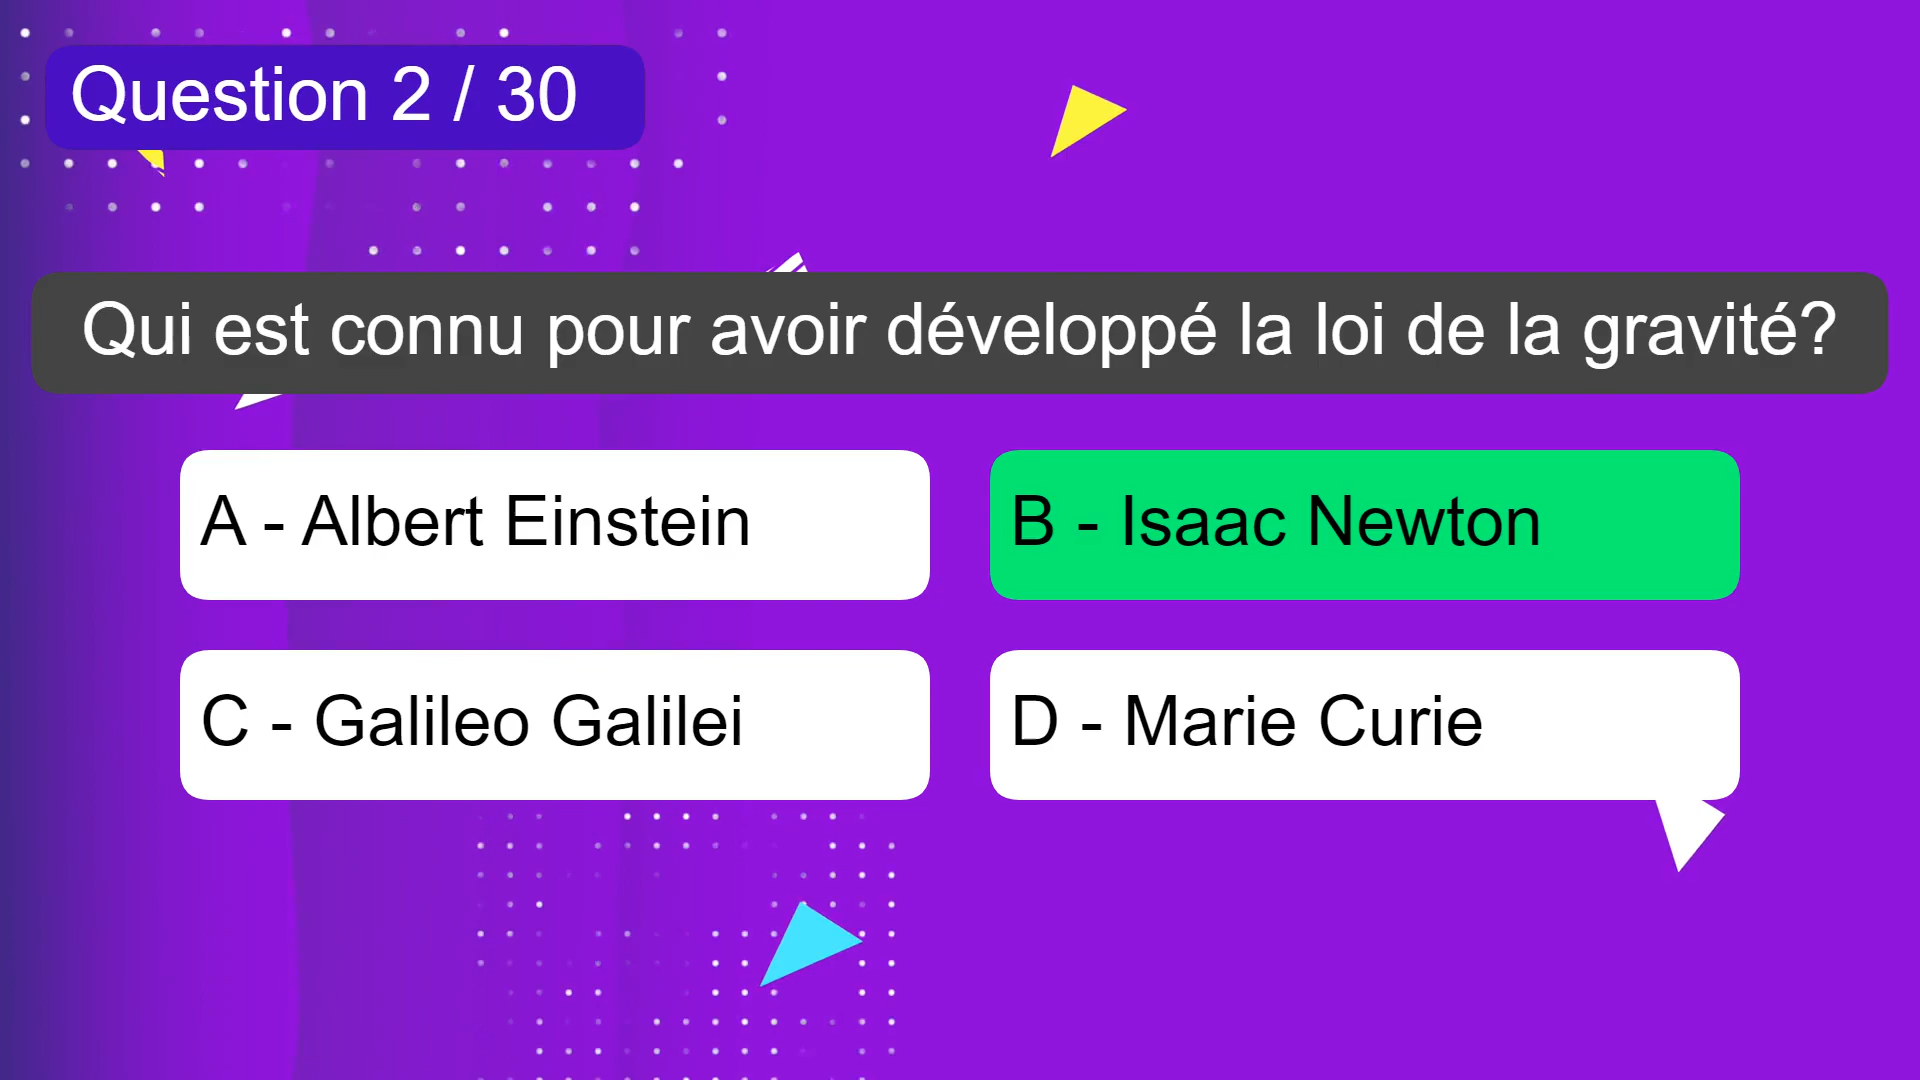 Question 2 / 30
Qui est connu pour avoir développé la loi de la gravité?
A - Albert Einstein
B - Isaac Newton
C - Galileo Galilei
D - Marie Curie